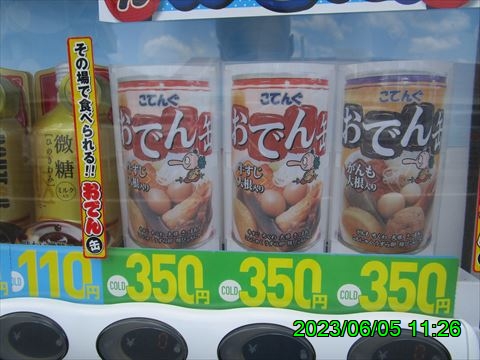 その場で食べられる!!
おでん缶
微糖
ミルク
こてんぐ
おでん缶
牛すじ
大根入り
こてんぐ
おでん缶
牛すじ
大根入り
こてんぐ
おでん缶
がんも
大根入り
110円
COLD 350円
COLD 350円
COLD 350円
2023/06/05 11:26